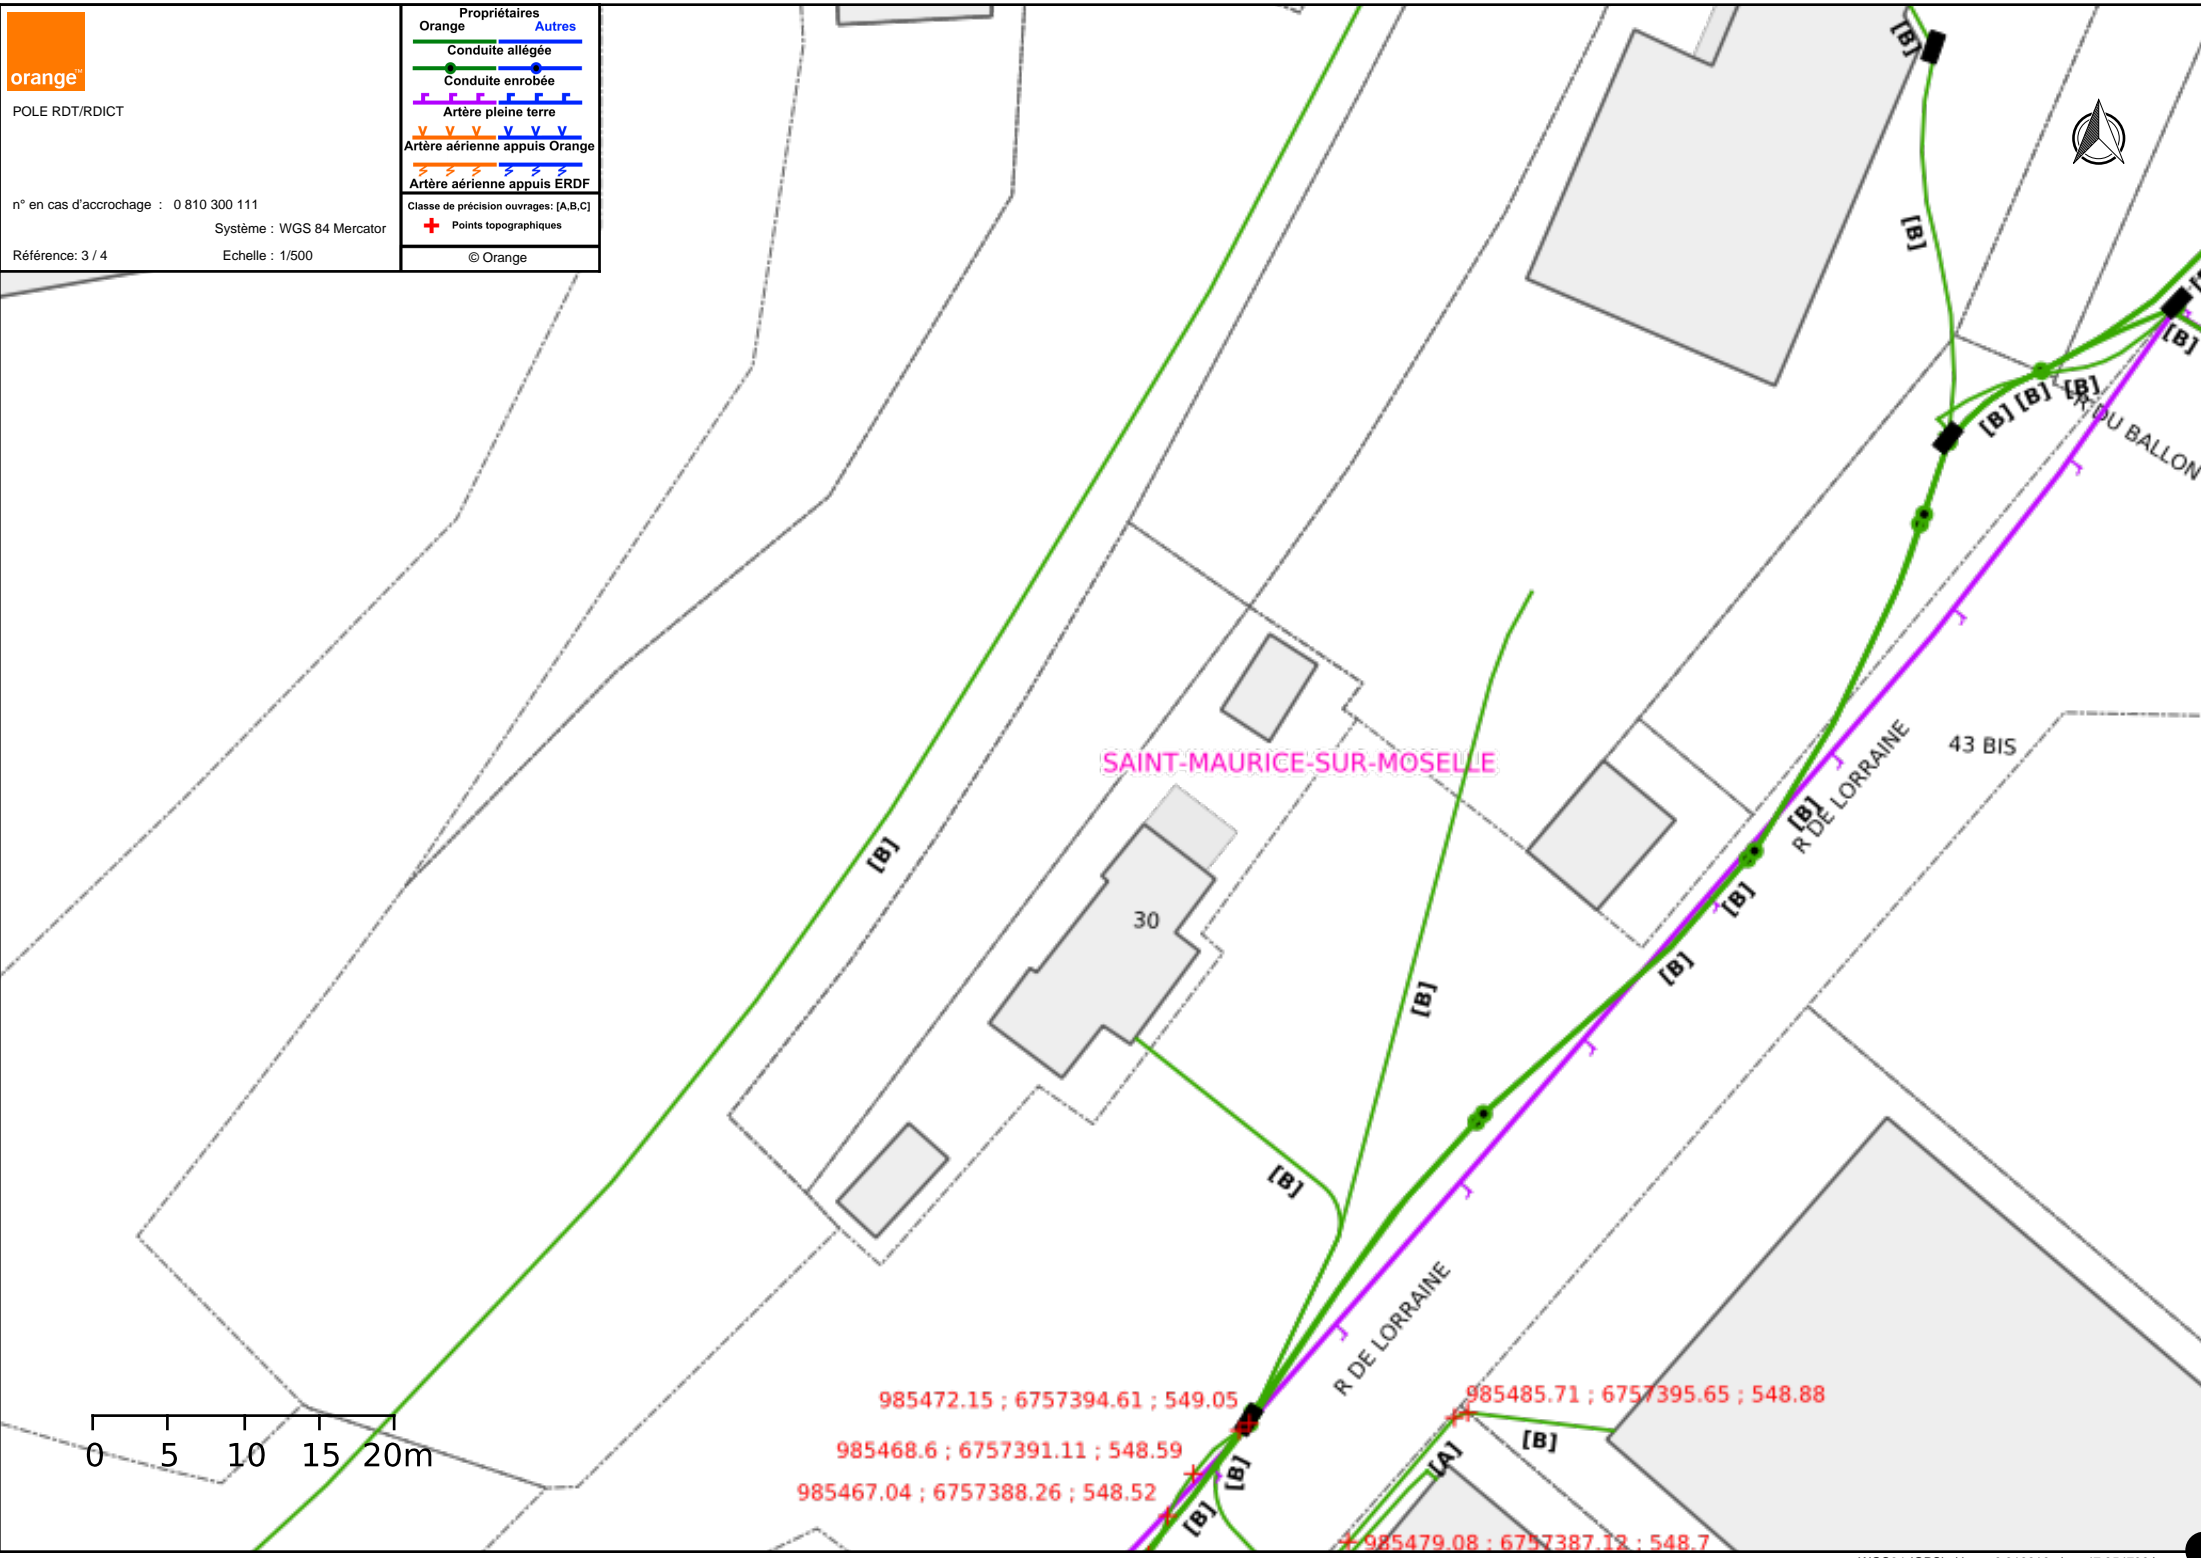 orange™
POLE RDT/RDICT
n° en cas d'accrochage : 0 810 300 111
Système : WGS 84 Mercator
Référence: 3 / 4
Echelle : 1/500
Propriétaires
Orange
Autres
Conduite allégée
Conduite enrobée
Artère pleine terre
Artère aérienne appuis Orange
Artère aérienne appuis ERDF
Classe de précision ouvrages: [A,B,C]
Points topographiques
© Orange
[B]
[B]
[B]
[B] [B] [B]
R DU BALLON
SAINT-MAURICE-SUR-MOSELLE
43 BIS
R DE LORRAINE
[B]
[B]
[B]
30
[B]
[B]
[B]
R DE LORRAINE
985472.15 ; 6757394.61 ; 549.05
985485.71 ; 6757395.65 ; 548.88
985468.6 ; 6757391.11 ; 548.59
985467.04 ; 6757388.26 ; 548.52
985479.08 ; 6757387.12 ; 548.7
[B]
[B]
[A]
[B]
0 5 10 15 20m